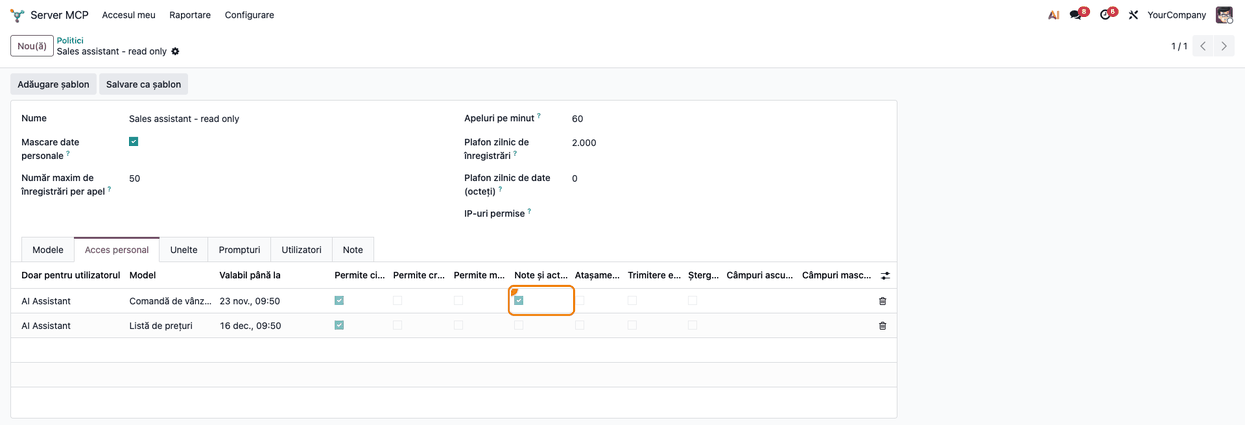 Server MCP Accesul meu Raportare Configurare AI 8 5 YourCompany
Nou(ă) Politici
Sales assistant - read only 1 / 1
Adăugare șablon Salvare ca șablon
Nume Sales assistant - read only
Mascare date
personale ?
Număr maxim de
înregistrări per apel ? 50
Apeluri pe minut ? 60
Plafon zilnic de
înregistrări ? 2.000
Plafon zilnic de date
(octeți) ? 0
IP-uri permise ?
Modele Acces personal Unelte Prompturi Utilizatori Note
Doar pentru utilizatorul Model Valabil până la Permite ci... Permite cr... Permite m... Note și act... Atașame... Trimitere e... Șterg... Câmpuri ascu... Câmpuri masc...
AI Assistant Comandă de vânz... 23 nov., 09:50
AI Assistant Listă de prețuri 16 dec., 09:50